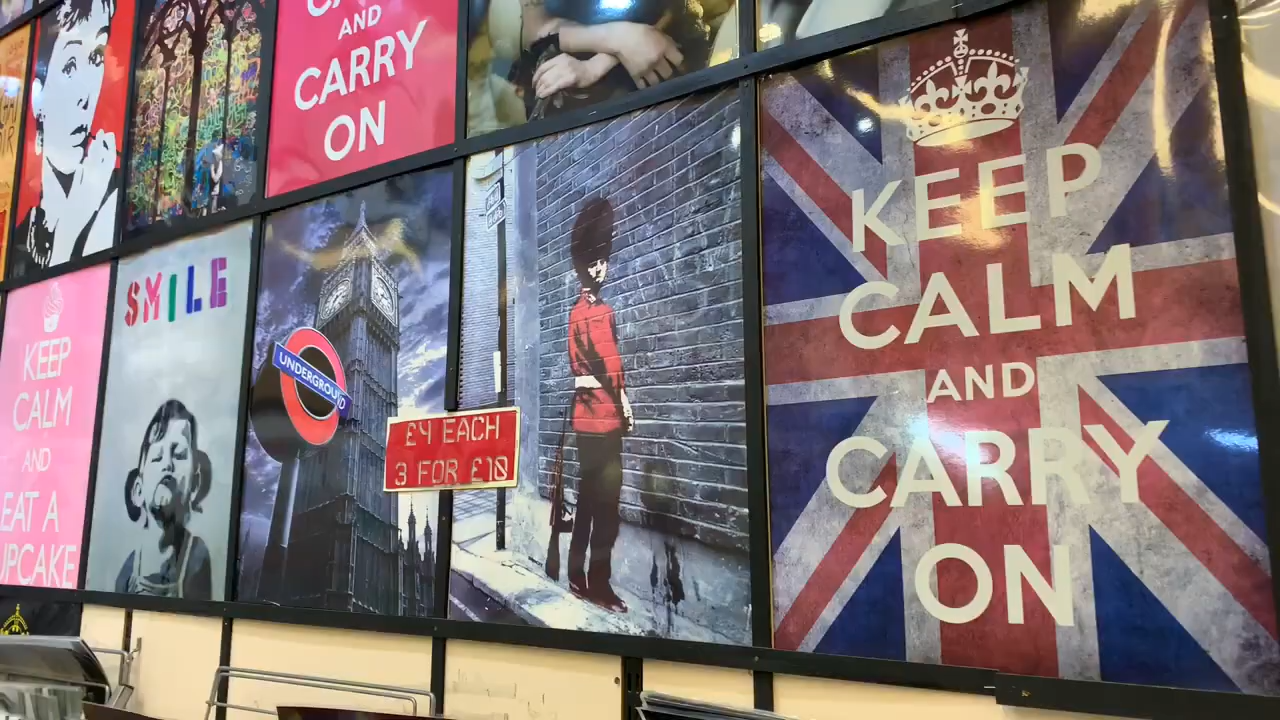 AND
CARRY
ON
KEEP
CALM
AND
EAT A
SMILE
UNDERGROUND
£4 EACH
3 FOR £10
KEEP
CALM
AND
CARRY
ON